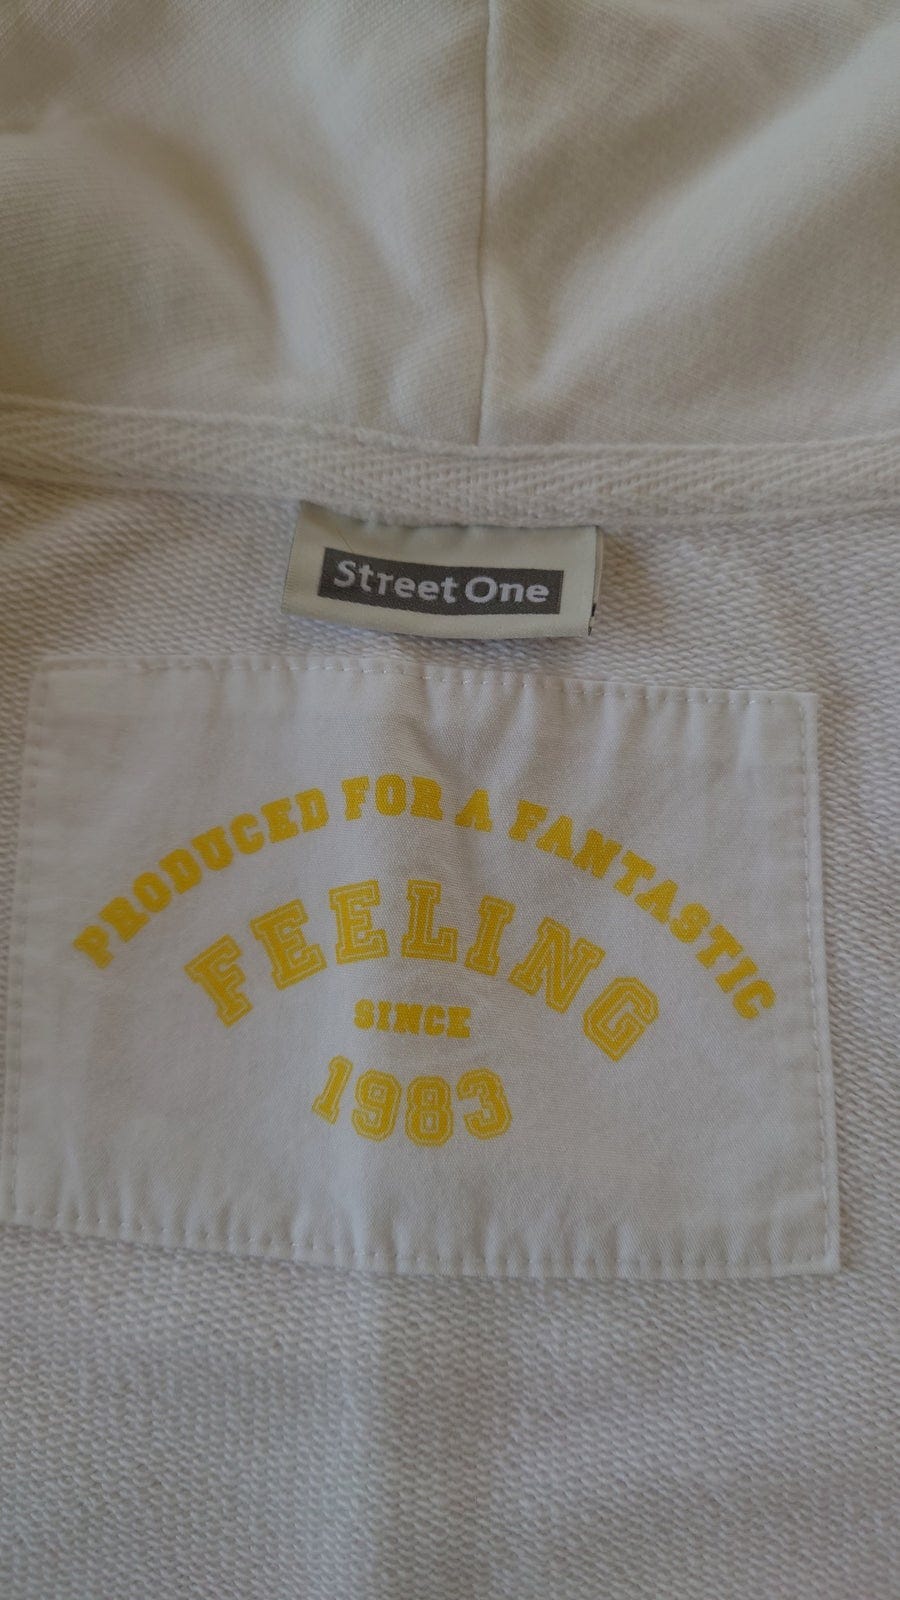 Street One
PRODUCED FOR A FANTASTIC
FEELING
SINCE
1983